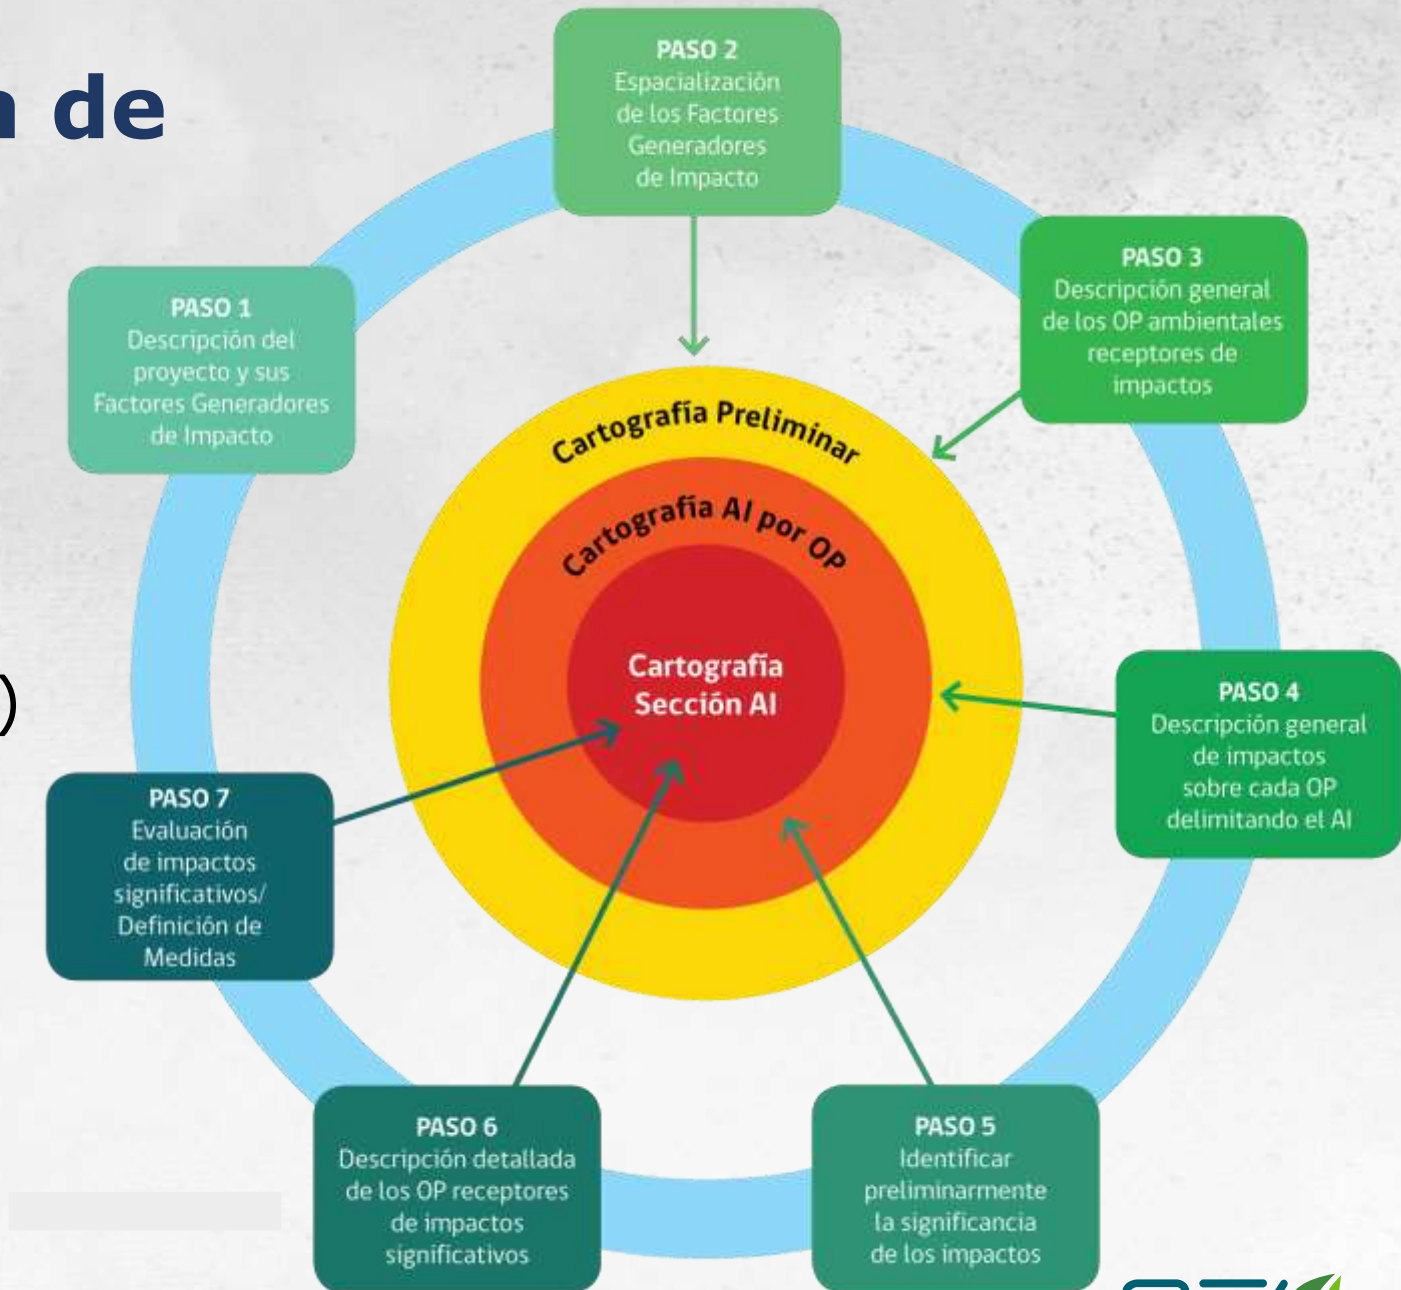 n de
)
PASO 1
Descripción del
proyecto y sus
Factores Generadores
de Impacto
PASO 2
Espacialización
de los Factores
Generadores
de Impacto
PASO 3
Descripción general
de los OP ambientales
receptores de
impactos
PASO 4
Descripción general
de impactos
sobre cada OP
delimitando el AI
PASO 5
Identificar
preliminarmente
la significancia
de los impactos
PASO 6
Descripción detallada
de los OP receptores
de impactos
significativos
PASO 7
Evaluación
de impactos
significativos/
Definición de
Medidas
Cartografía Preliminar
Cartografía AI por OP
Cartografía
Sección AI